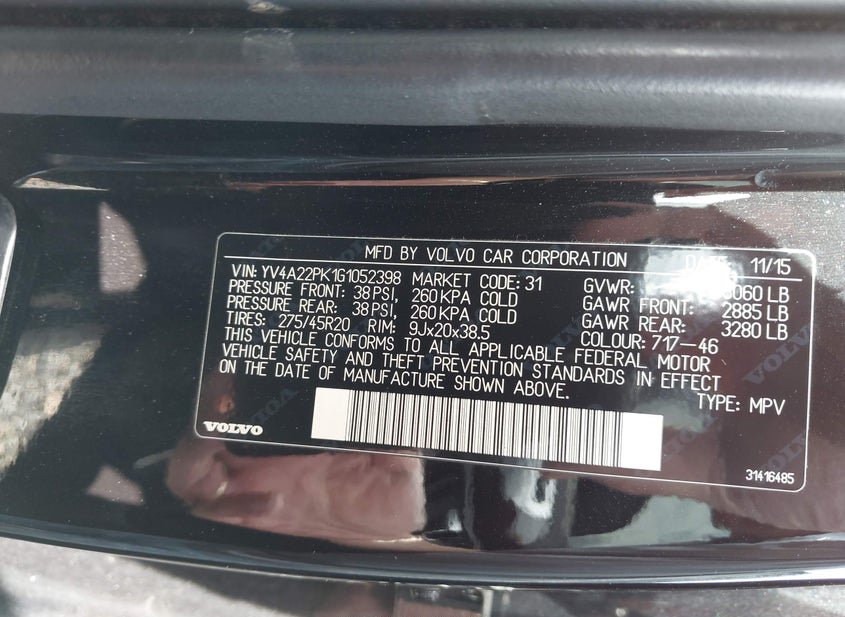 MFD BY VOLVO CAR CORPORATION DATE 11/15
VIN: YV4A22PK1G1052398 MARKET CODE: 31 GVWR: 6060 LB
PRESSURE FRONT: 38 PSI, 260 KPA COLD GAWR FRONT: 2885 LB
PRESSURE REAR: 38 PSI, 260 KPA COLD GAWR REAR: 3280 LB
TIRES: 275/45R20 RIM: 9Jx20x38.5 COLOUR: 717-46
THIS VEHICLE CONFORMS TO ALL APPLICABLE FEDERAL MOTOR
VEHICLE SAFETY AND THEFT PREVENTION STANDARDS IN EFFECT
ON THE DATE OF MANUFACTURE SHOWN ABOVE.
TYPE: MPV
VOLVO
31416485